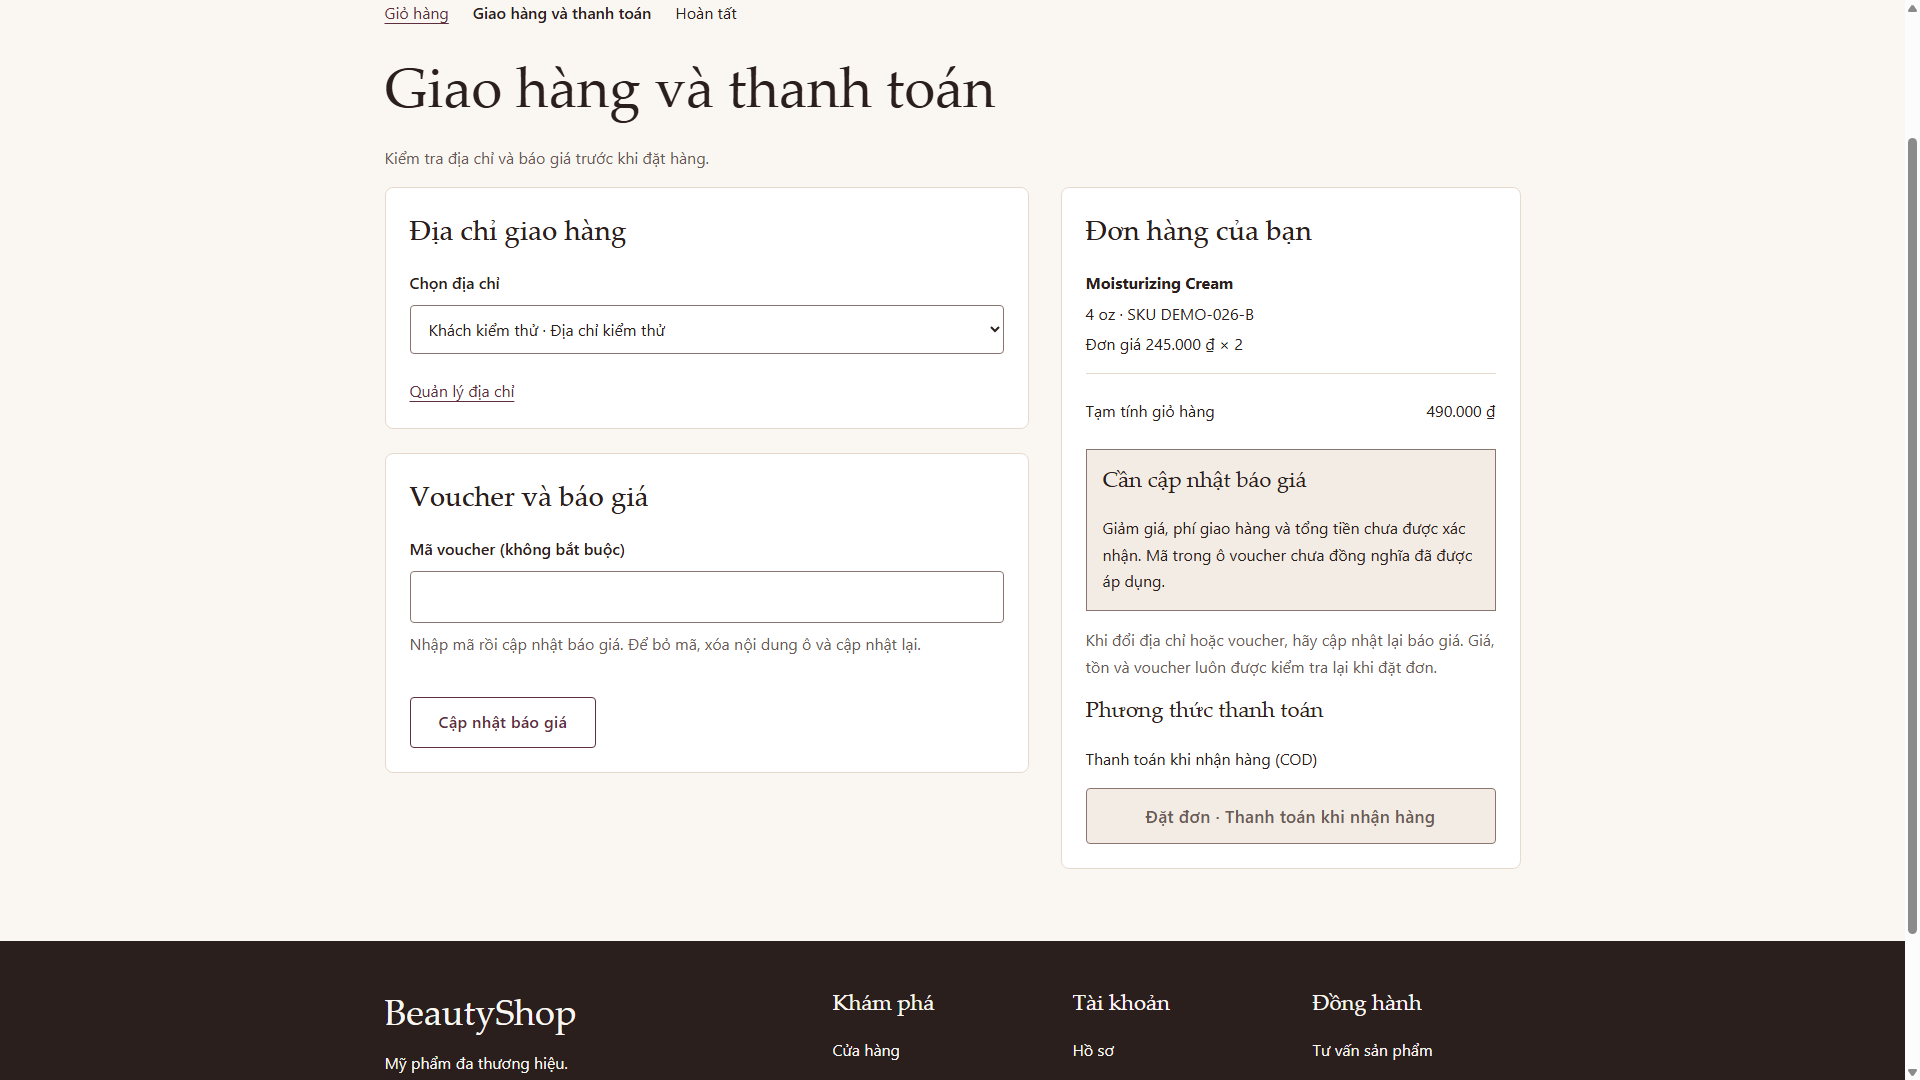 Giỏ hàng
Giao hàng và thanh toán
Hoàn tất
Giao hàng và thanh toán
Kiểm tra địa chỉ và báo giá trước khi đặt hàng.
Địa chỉ giao hàng
Chọn địa chỉ
Khách kiểm thử · Địa chỉ kiểm thử
Quản lý địa chỉ
Voucher và báo giá
Mã voucher (không bắt buộc)
Nhập mã rồi cập nhật báo giá. Để bỏ mã, xóa nội dung ô và cập nhật lại.
Cập nhật báo giá
Đơn hàng của bạn
Moisturizing Cream
4 oz · SKU DEMO-026-B
Đơn giá 245.000 ₫ × 2
Tạm tính giỏ hàng 490.000 ₫
Cần cập nhật báo giá
Giảm giá, phí giao hàng và tổng tiền chưa được xác
nhận. Mã trong ô voucher chưa đồng nghĩa đã được
áp dụng.
Khi đổi địa chỉ hoặc voucher, hãy cập nhật lại báo giá. Giá,
tồn và voucher luôn được kiểm tra lại khi đặt đơn.
Phương thức thanh toán
Thanh toán khi nhận hàng (COD)
Đặt đơn · Thanh toán khi nhận hàng
BeautyShop
Mỹ phẩm đa thương hiệu.
Khám phá
Cửa hàng
Tài khoản
Hồ sơ
Đồng hành
Tư vấn sản phẩm